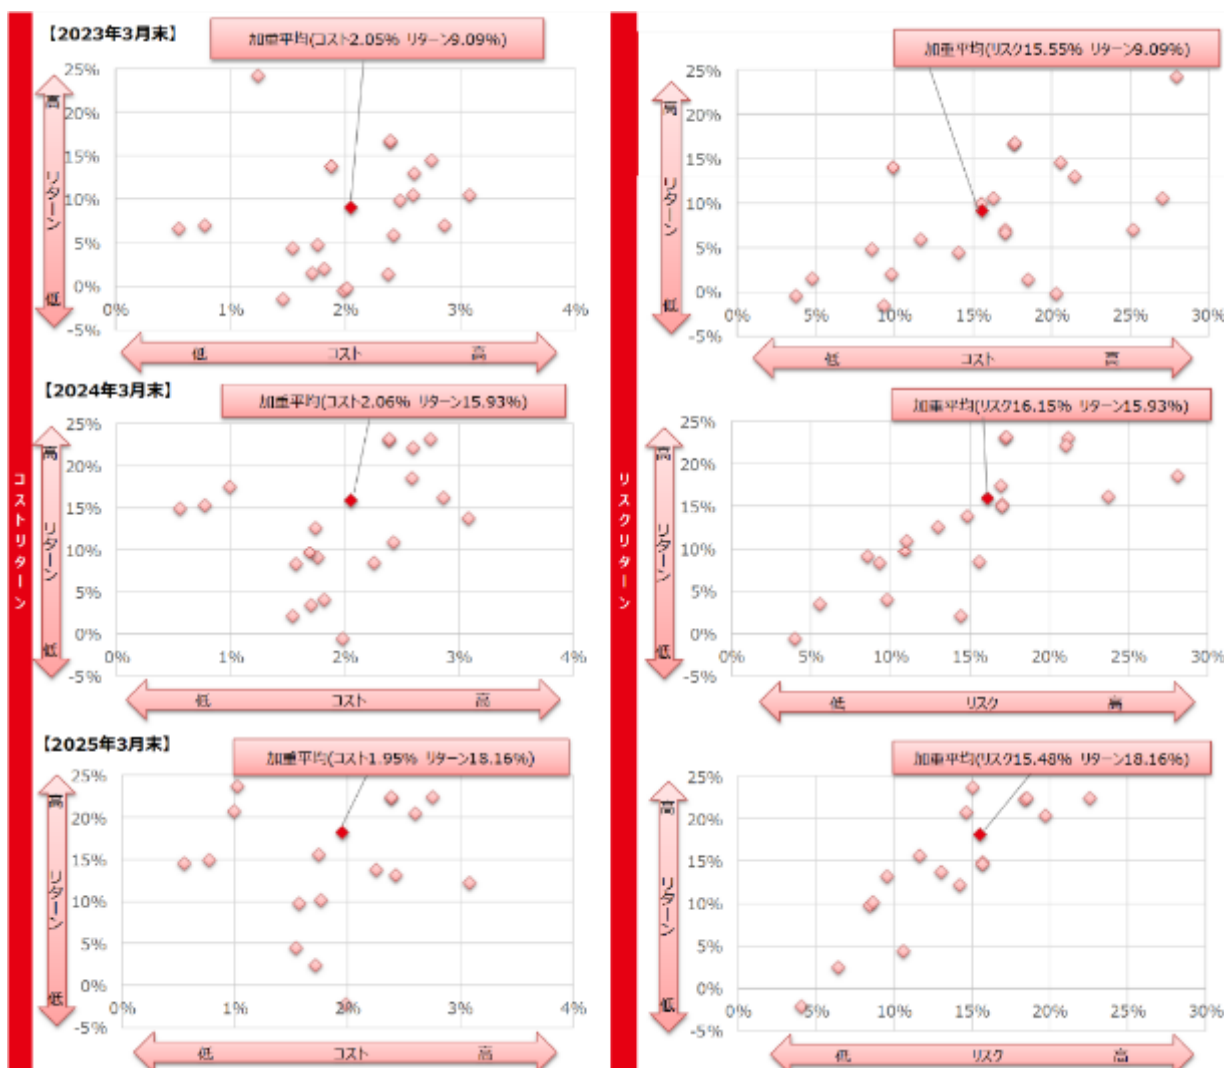 コストリターン
【2023年3月末】
加重平均(コスト2.05% リターン9.09%)
高
リターン
低
25%
20%
15%
10%
5%
0%
-5%
0%
1%
2%
3%
4%
低
コスト
高
【2024年3月末】
加重平均(コスト2.06% リターン15.93%)
高
リターン
低
25%
20%
15%
10%
5%
0%
-5%
0%
1%
2%
3%
4%
低
コスト
高
【2025年3月末】
加重平均(コスト1.95% リターン18.16%)
高
リターン
低
25%
20%
15%
10%
5%
0%
-5%
0%
1%
2%
3%
4%
低
コスト
高
リスクリターン
加重平均(リスク15.55% リターン9.09%)
高
リターン
低
25%
20%
15%
10%
5%
0%
-5%
0%
5%
10%
15%
20%
25%
30%
低
コスト
高
加重平均(リスク16.15% リターン15.93%)
高
リターン
低
25%
20%
15%
10%
5%
0%
-5%
0%
5%
10%
15%
20%
25%
30%
低
リスク
高
加重平均(リスク15.48% リターン18.16%)
高
リターン
低
25%
20%
15%
10%
5%
0%
-5%
0%
5%
10%
15%
20%
25%
30%
低
リスク
高